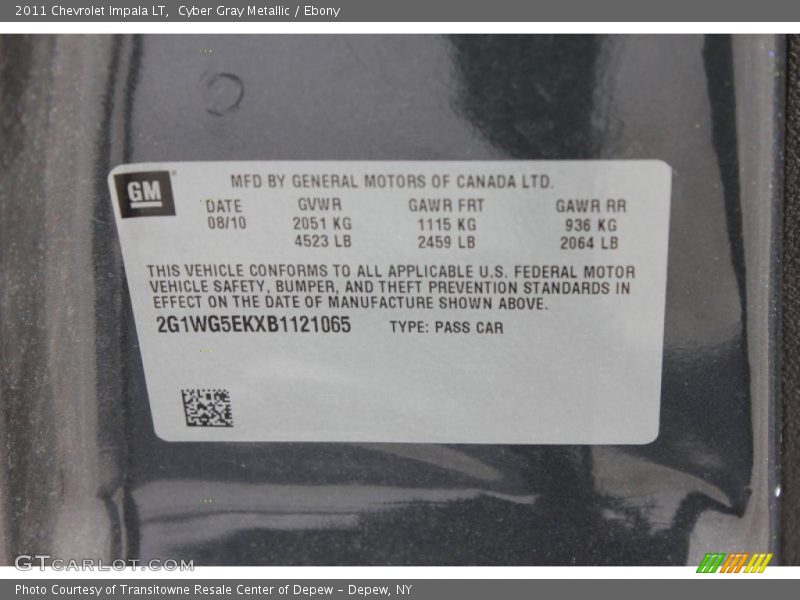 2011 Chevrolet Impala LT, Cyber Gray Metallic / Ebony
GM MFD BY GENERAL MOTORS OF CANADA LTD.
DATE GVWR GAWR FRT GAWR RR
08/10 2051 KG 1115 KG 936 KG
4523 LB 2459 LB 2064 LB
THIS VEHICLE CONFORMS TO ALL APPLICABLE U.S. FEDERAL MOTOR
VEHICLE SAFETY, BUMPER, AND THEFT PREVENTION STANDARDS IN
EFFECT ON THE DATE OF MANUFACTURE SHOWN ABOVE.
2G1WG5EKXB1121065 TYPE: PASS CAR
GTCARLOT.COM
Photo Courtesy of Transitowne Resale Center of Depew – Depew, NY